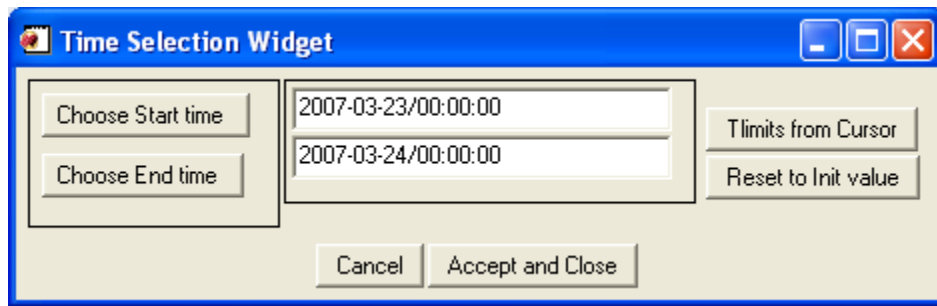 Time Selection Widget
Choose Start time
2007-03-23/00:00:00
Tlimits from Cursor
Choose End time
2007-03-24/00:00:00
Reset to Init value
Cancel
Accept and Close